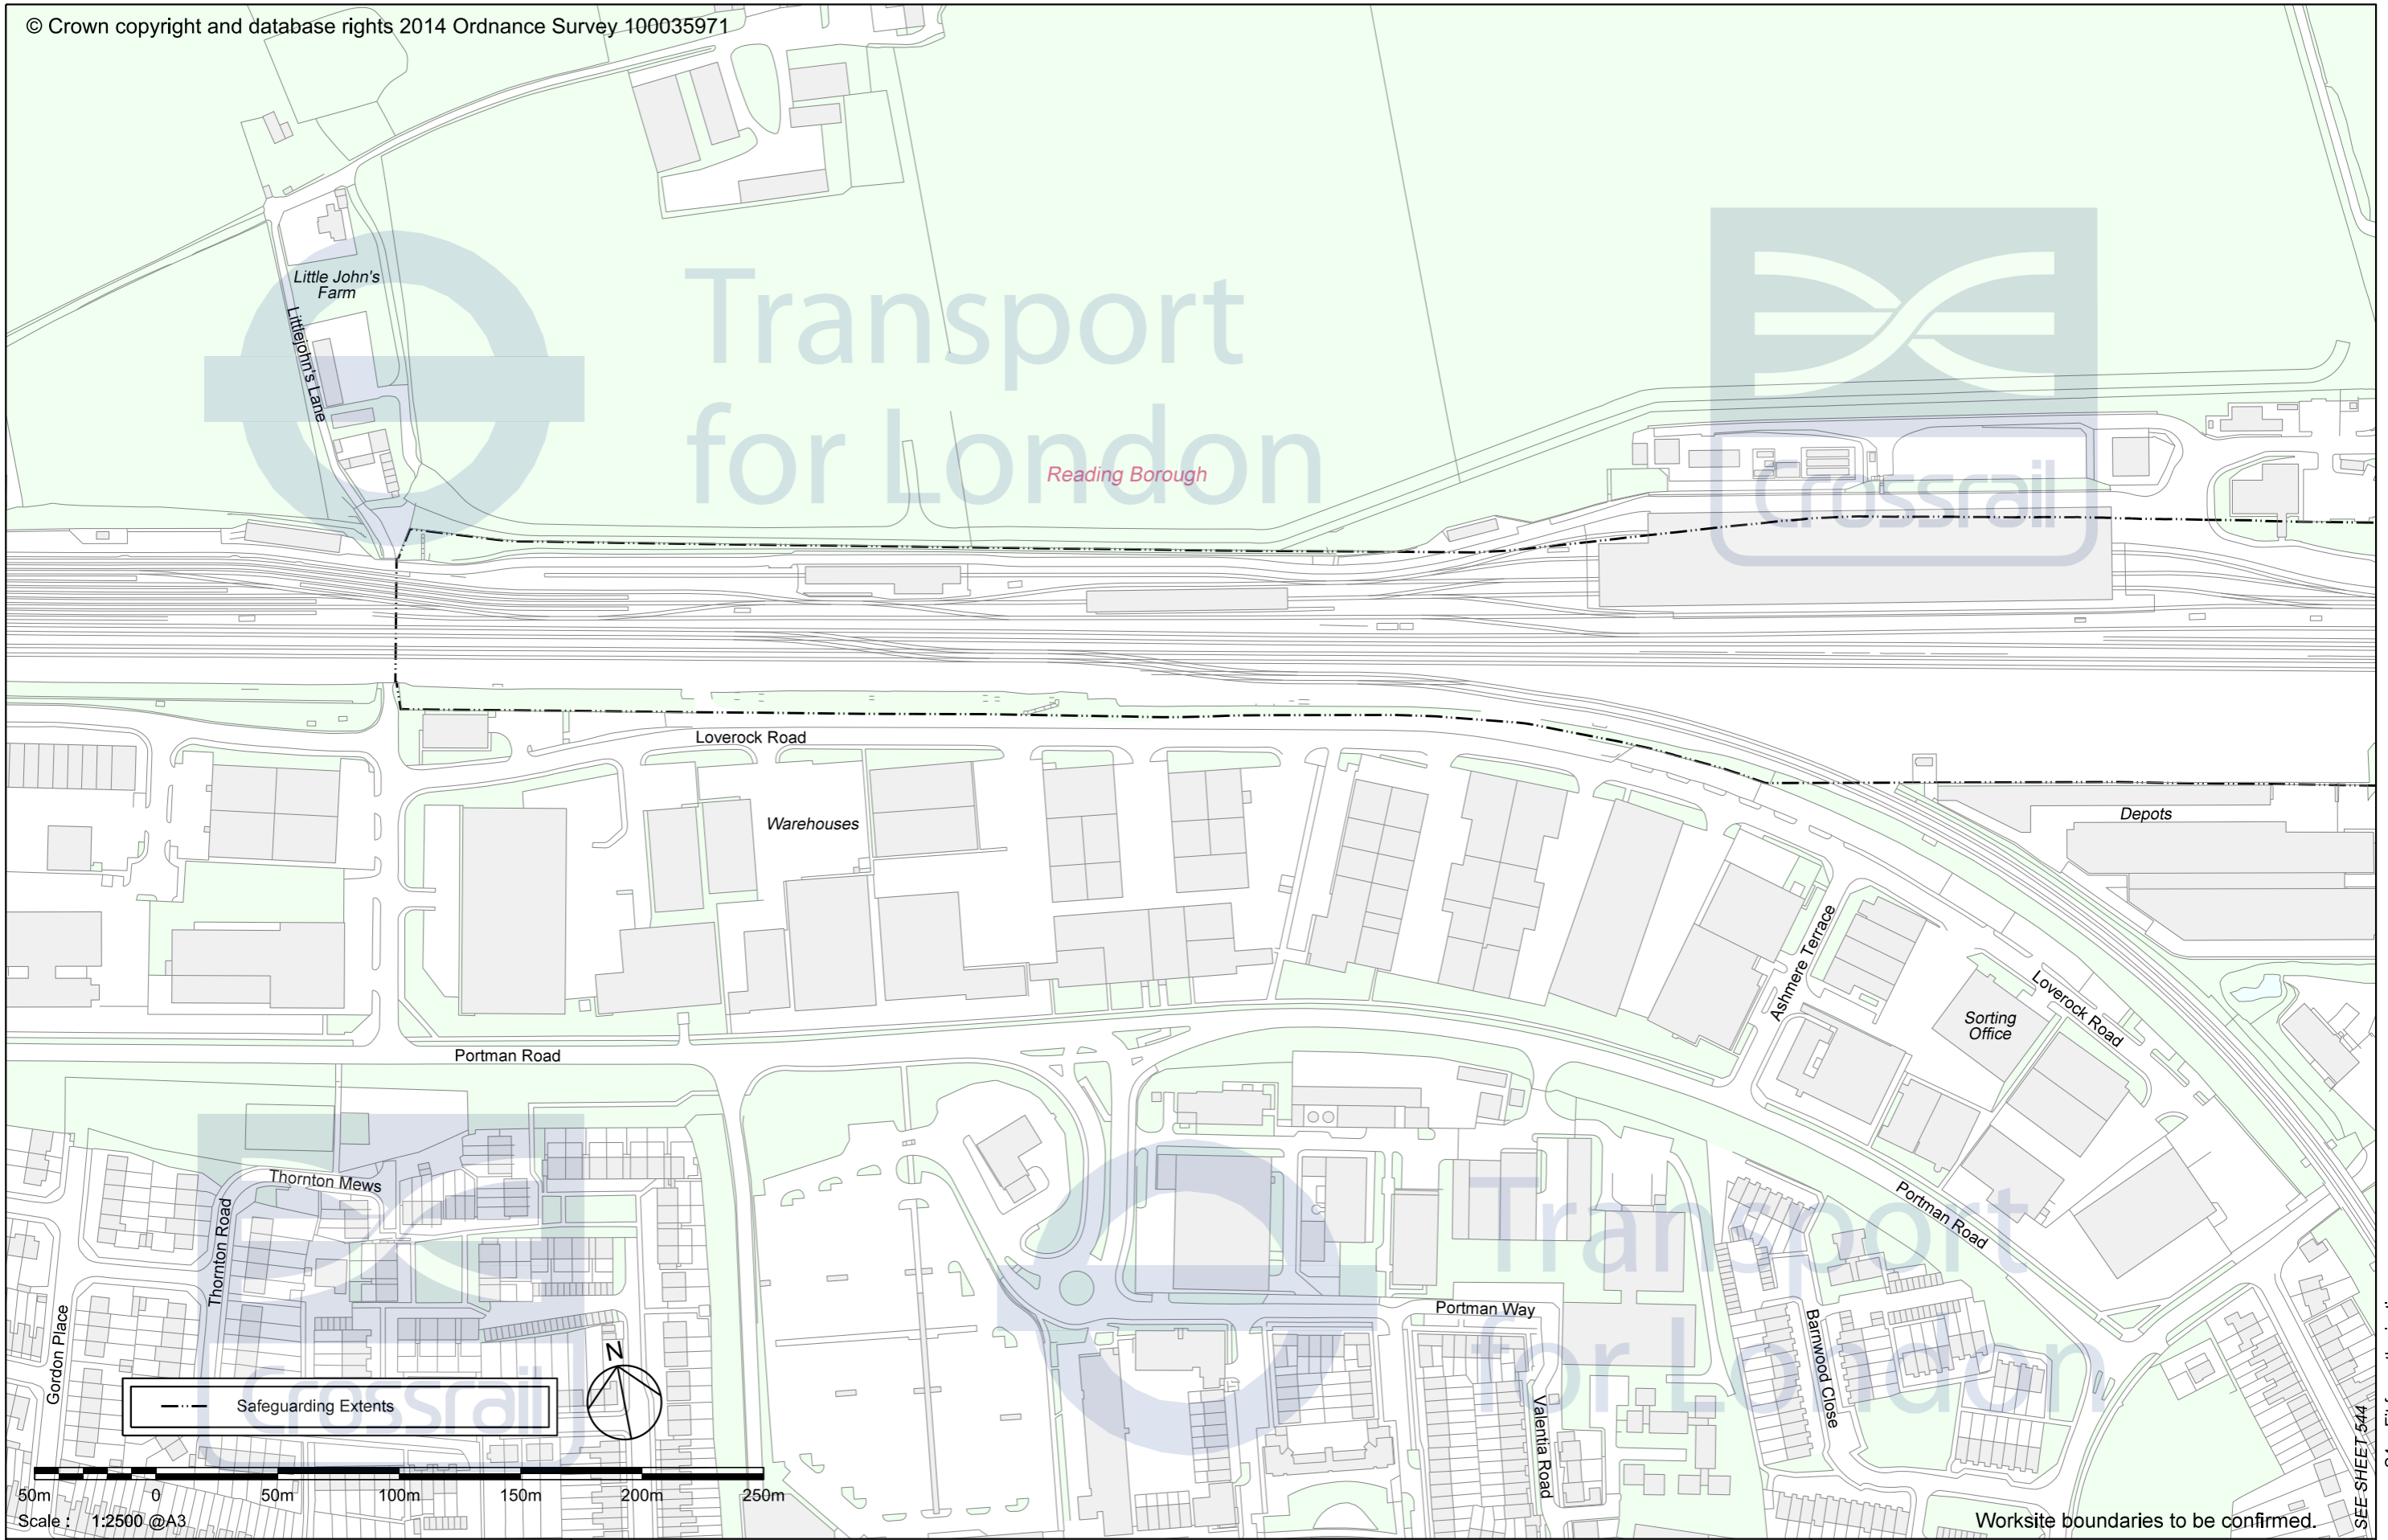 © Crown copyright and database rights 2014 Ordnance Survey 100035971
Little John's
Farm
Littlejohn's Lane
Transport
for London
Crossrail
Reading Borough
Loverock Road
Warehouses
Depots
Ashmere Terrace
Loverock Road
Sorting
Office
Portman Road
Thornton Mews
Thornton Road
Gordon Place
Portman Road
Transport
for London
Portman Way
Barnwood Close
Valentia Road
Crossrail
N
Safeguarding Extents
50m 0 50m 100m 150m 200m 250m
Scale : 1:2500 @A3
Worksite boundaries to be confirmed.
SEE SHEET 544